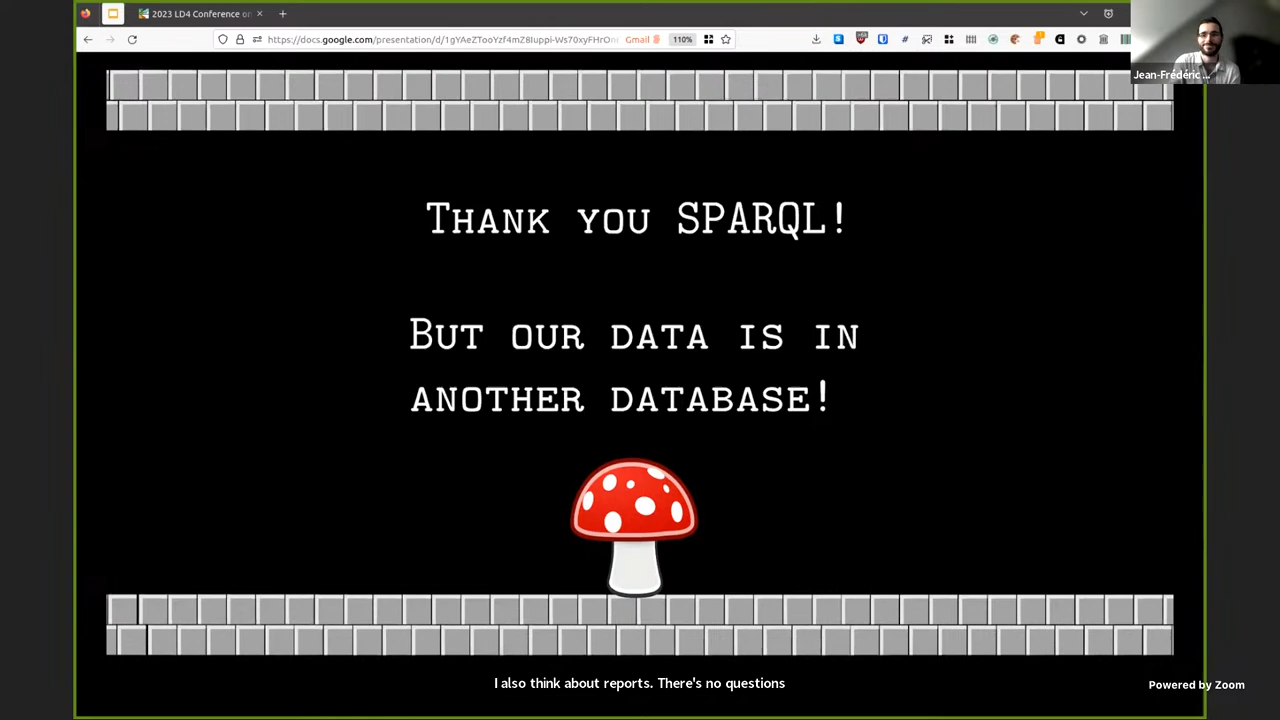 2023 LD4 Conference on
https://docs.google.com/presentation/d/1gYAeZTooYzf4mZ8Iuppi-Ws70xyFHrOn
Gmail
110%
Jean-Frédéric ...
THANK YOU SPARQL!
BUT OUR DATA IS IN
ANOTHER DATABASE!
I also think about reports. There's no questions
Powered by Zoom